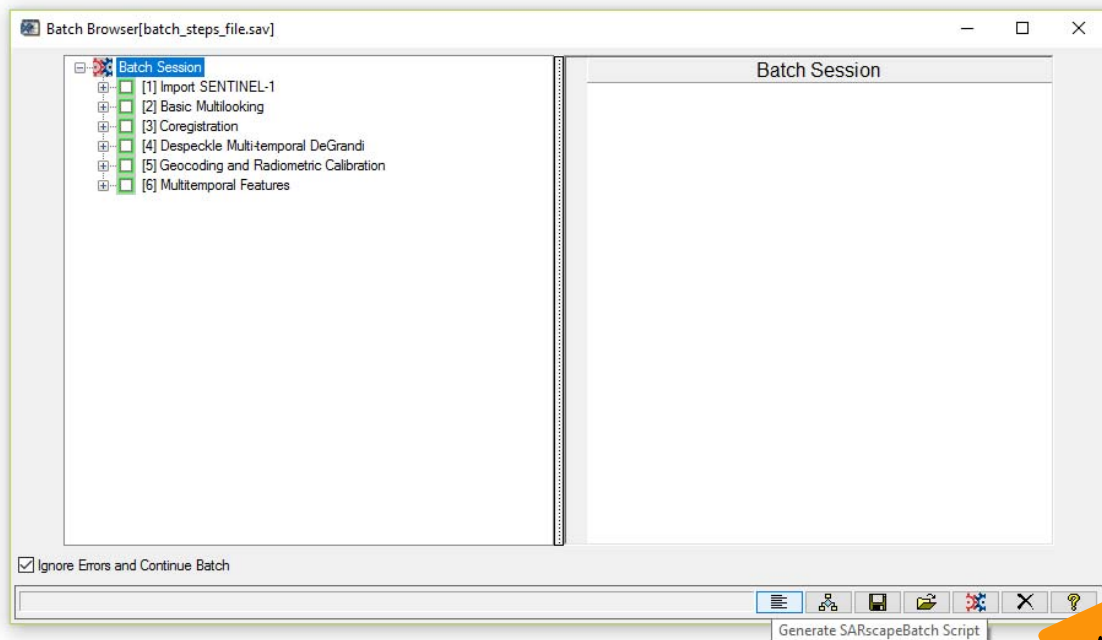 Batch Browser[batch_steps_file.sav]
Batch Session
[1] Import SENTINEL-1
[2] Basic Multilooking
[3] Coregistration
[4] Despeckle Multi-temporal DeGrandi
[5] Geocoding and Radiometric Calibration
[6] Multitemporal Features
Batch Session
Ignore Errors and Continue Batch
Generate SARscapeBatch Script